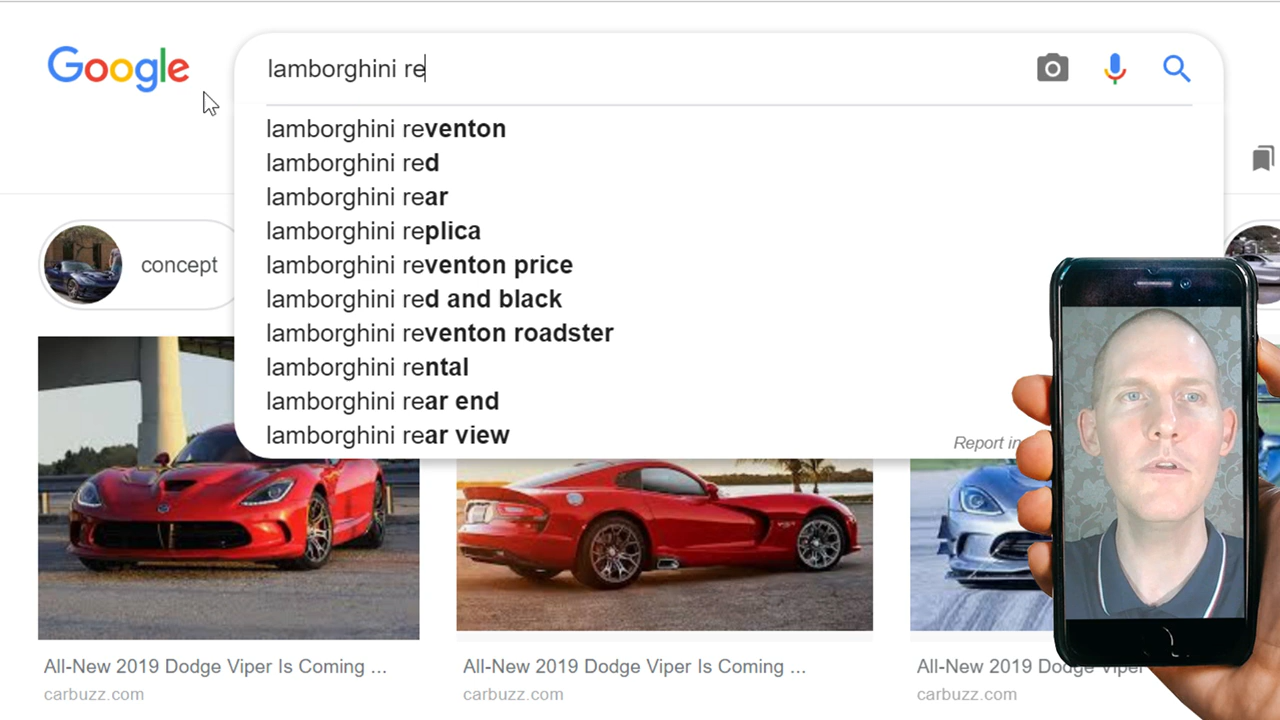 Google
lamborghini re
lamborghini reventon
lamborghini red
lamborghini rear
lamborghini replica
lamborghini reventon price
lamborghini red and black
lamborghini reventon roadster
lamborghini rental
lamborghini rear end
lamborghini rear view
Report in
concept
All-New 2019 Dodge Viper Is Coming ...
carbuzz.com
All-New 2019 Dodge Viper Is Coming ...
carbuzz.com
All-New 2019 Dodge Viper
carbuzz.com